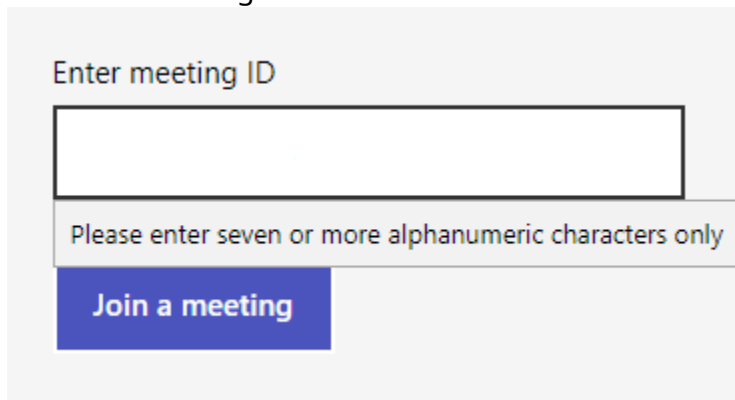 Enter meeting ID
Please enter seven or more alphanumeric characters only
Join a meeting